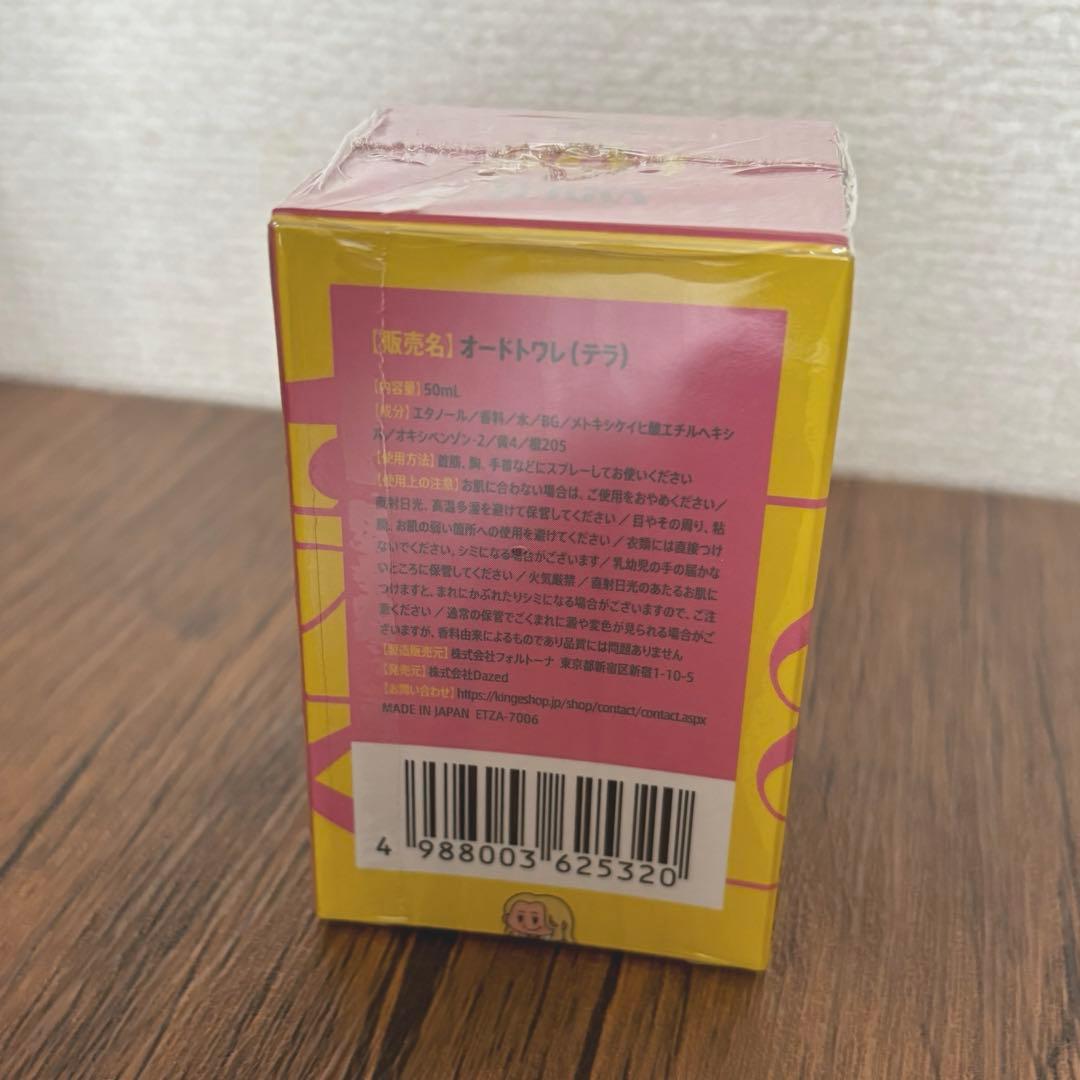 【販売名】オードトワレ(テラ)
【内容量】50mL
【成分】エタノール／香料／水／BG／メトキシケイヒ酸エチルヘキシ
ル／オキシベンゾン-2／黄4／橙205
【使用方法】首筋、胸、手首などにスプレーしてお使いください
【使用上の注意】お肌に合わない場合は、ご使用をおやめください／
直射日光、高温多湿を避けて保管してください／目やその周り、粘
膜、お肌の弱い箇所への使用を避けてください／衣類には直接つけ
ないでください。シミになる場合がございます／乳幼児の手の届かな
いところに保管してください／火気厳禁／直射日光のあたるお肌に
つけますと、まれにかぶれたりシミになる場合がございますので、ご注
意ください／通常の保管でごくまれに澱や変色が見られる場合がご
ざいますが、香料由来によるものであり品質には問題ありません
【製造販売元】株式会社フォルトーナ 東京都新宿区新宿1-10-5
【発売元】株式会社Dazed
【お問い合わせ】https://kingeshop.jp/shop/contact/contact.aspx
MADE IN JAPAN ETZA-7006
4 988003 625320